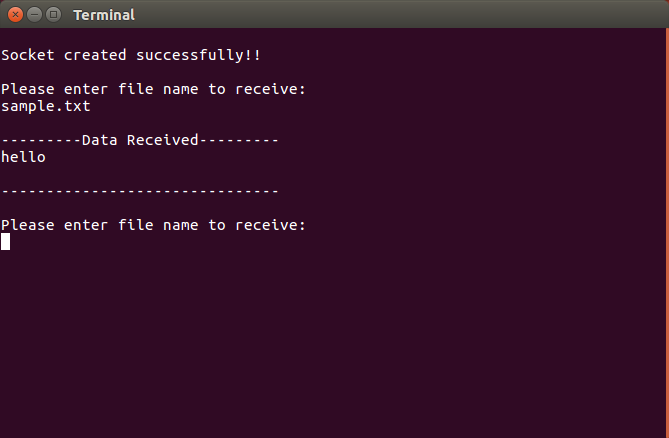 Terminal
Socket created successfully!!
Please enter file name to receive:
sample.txt
---------Data Received---------
hello
-------------------------------
Please enter file name to receive: